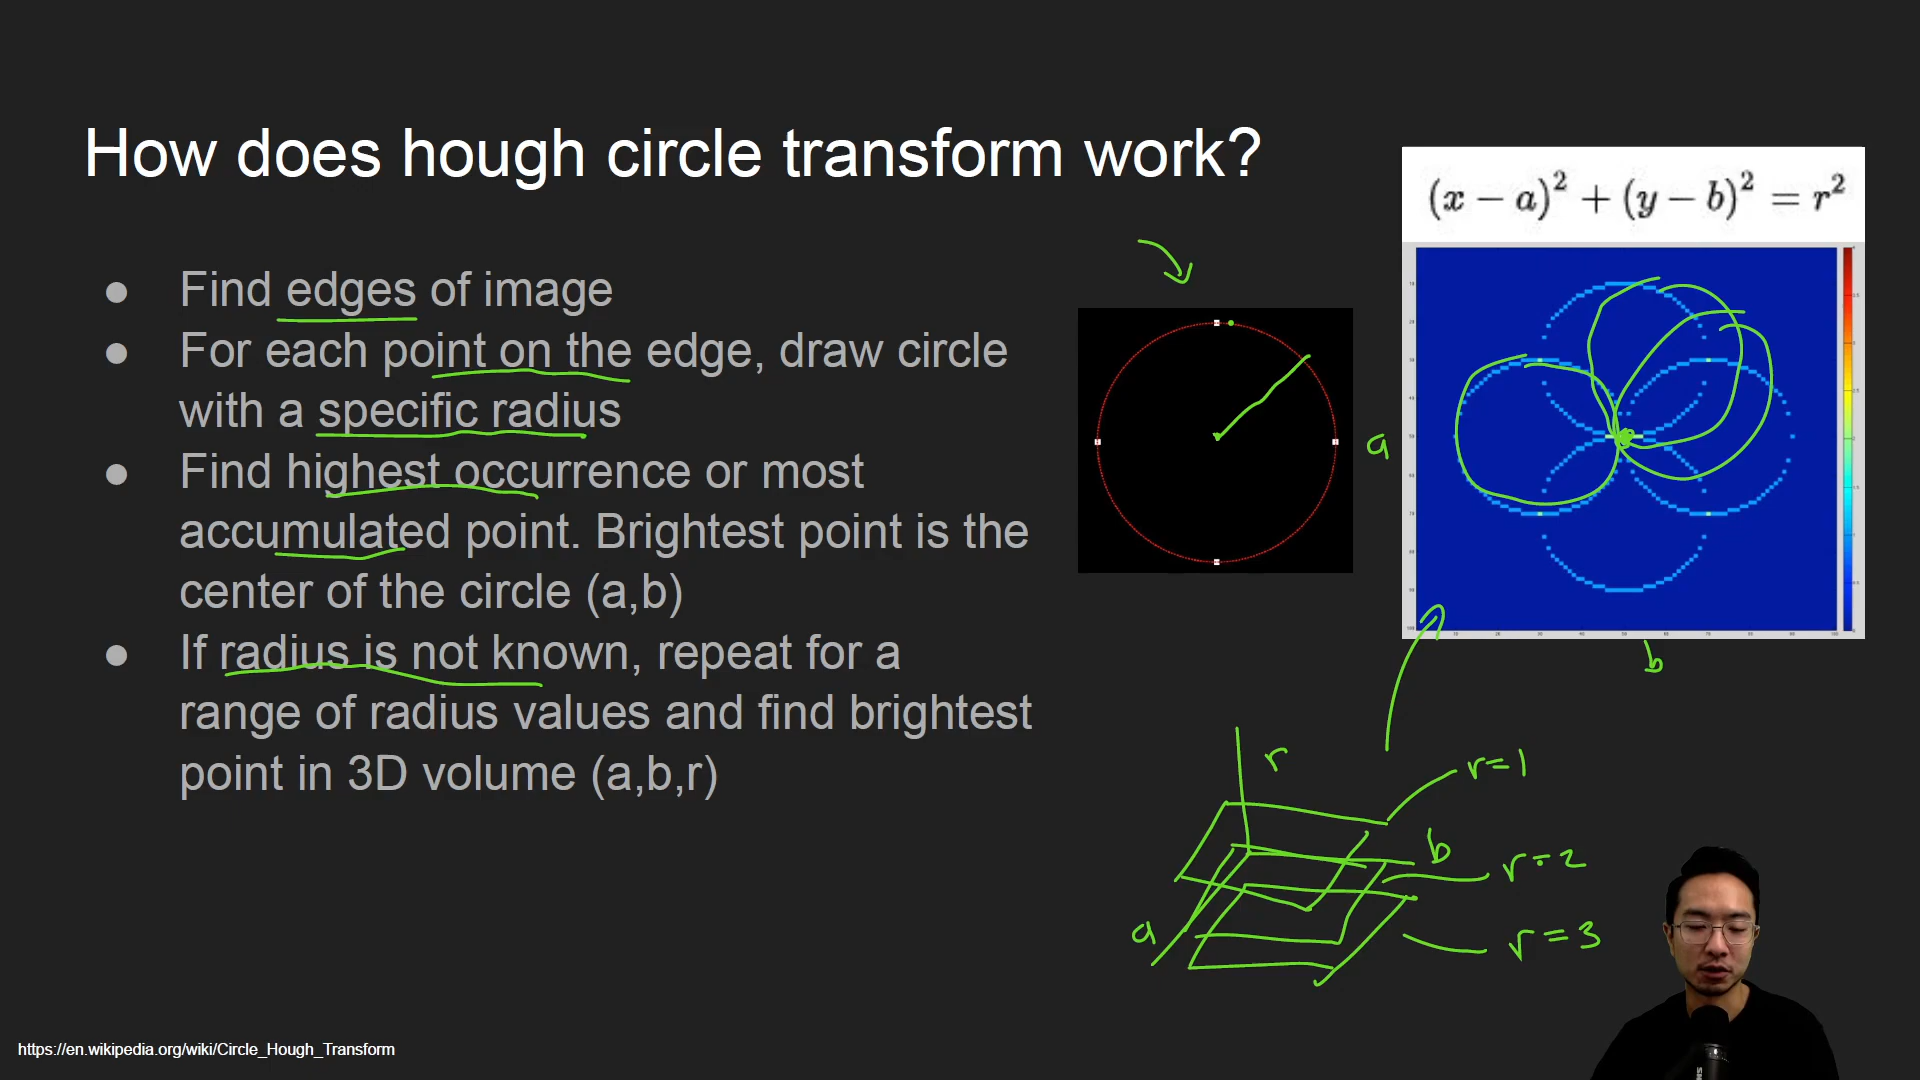 How does hough circle transform work?
(x − a)² + (y − b)² = r²
● Find edges of image
● For each point on the edge, draw circle
with a specific radius
● Find highest occurrence or most
accumulated point. Brightest point is the
center of the circle (a,b)
● If radius is not known, repeat for a
range of radius values and find brightest
point in 3D volume (a,b,r)
a
b
r
r=1
b
r=2
a
r=3
https://en.wikipedia.org/wiki/Circle_Hough_Transform